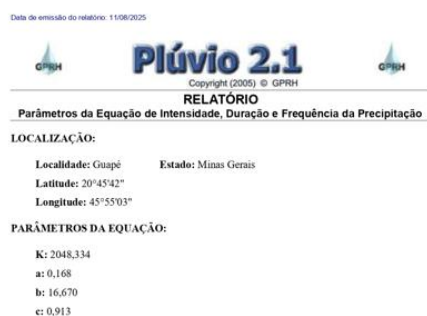 Data de emissão do relatório: 11/08/2025
GPRH Plúvio 2.1 GPRH
Copyright (2005) © GPRH
RELATÓRIO
Parâmetros da Equação de Intensidade, Duração e Frequência da Precipitação
LOCALIZAÇÃO:
Localidade: Guapé Estado: Minas Gerais
Latitude: 20°45'42"
Longitude: 45°55'03"
PARÂMETROS DA EQUAÇÃO:
K: 2048,334
a: 0,168
b: 16,670
c: 0,913